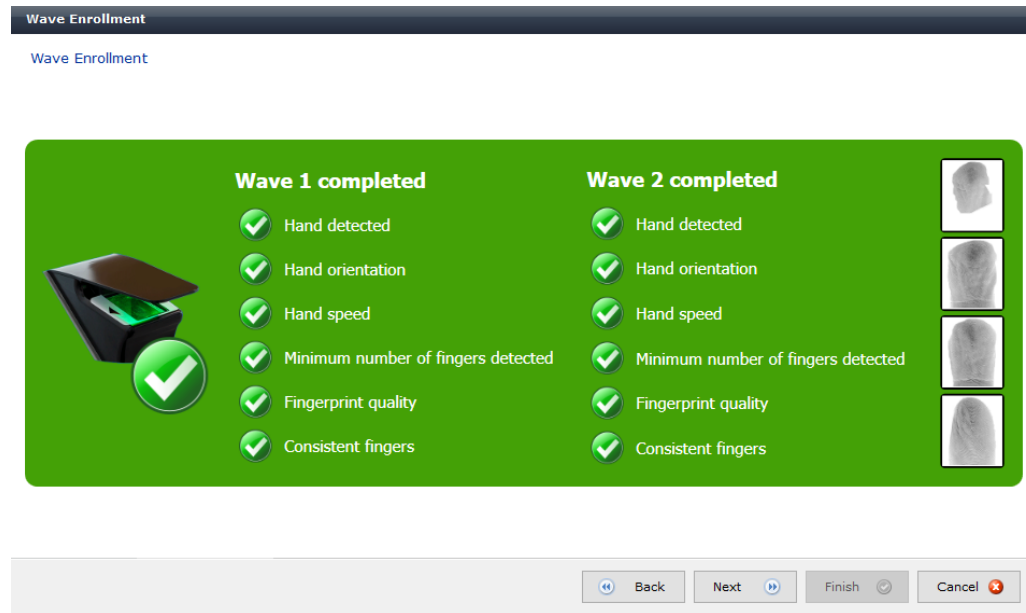 Wave Enrollment
Wave Enrollment
Wave 1 completed
Hand detected
Hand orientation
Hand speed
Minimum number of fingers detected
Fingerprint quality
Consistent fingers
Wave 2 completed
Hand detected
Hand orientation
Hand speed
Minimum number of fingers detected
Fingerprint quality
Consistent fingers
Back
Next
Finish
Cancel